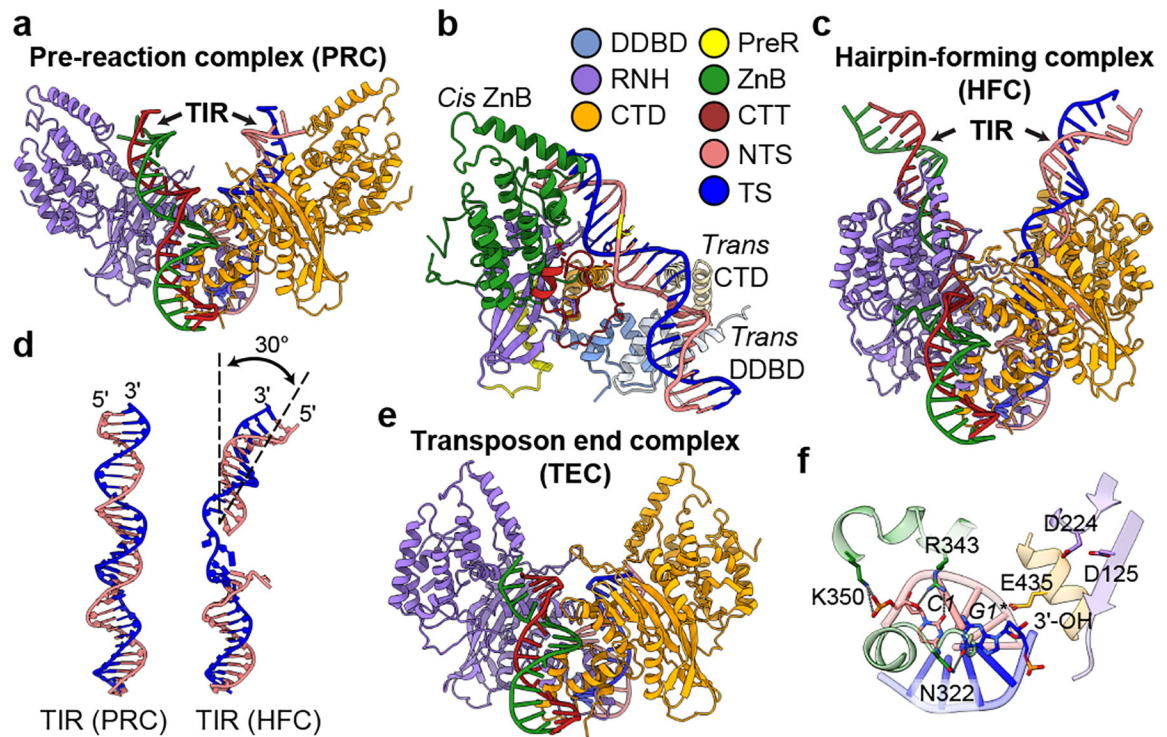 a
Pre-reaction complex (PRC)
TIR
b
Cis ZnB
DDBD
RNH
CTD
PreR
ZnB
CTT
NTS
TS
Trans
CTD
Trans
DDBD
c
Hairpin-forming complex
(HFC)
TIR
d
30°
5'
3'
3'
5'
TIR (PRC)
TIR (HFC)
e
Transposon end complex
(TEC)
f
D224
R343
E435
D125
K350
C1
G1*
3'-OH
N322